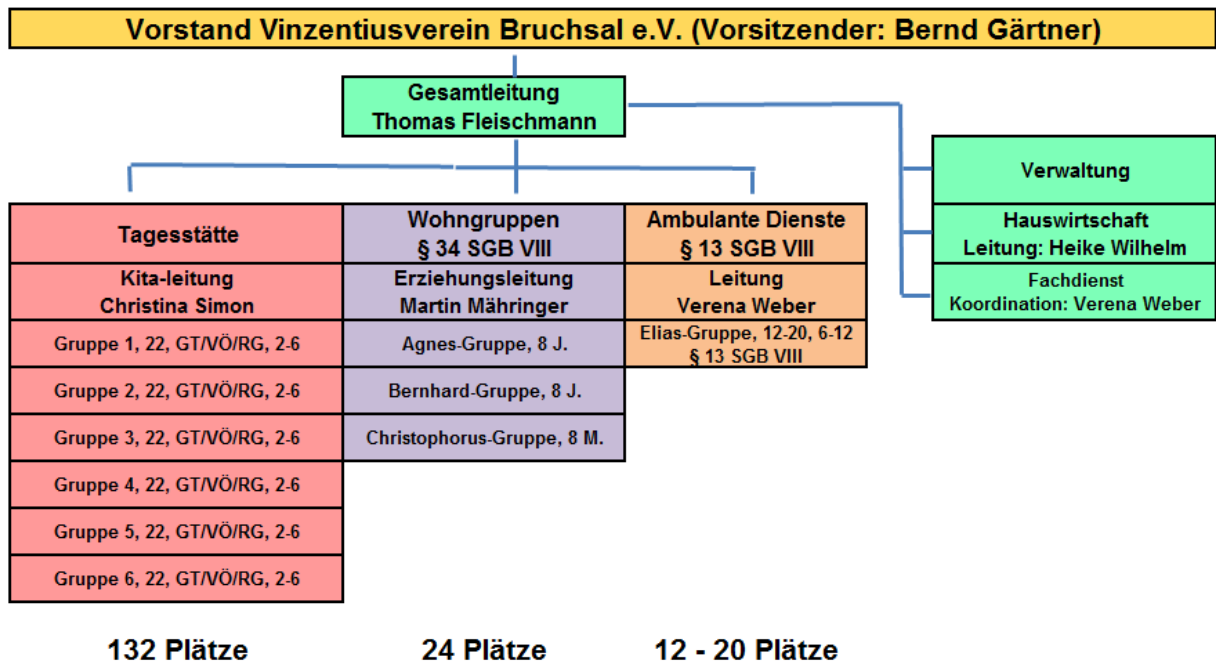 Vorstand Vinzentiusverein Bruchsal e.V. (Vorsitzender: Bernd Gärtner)
Gesamtleitung
Thomas Fleischmann
Verwaltung
Hauswirtschaft
Leitung: Heike Wilhelm
Fachdienst
Koordination: Verena Weber
Tagesstätte
Kita-leitung
Christina Simon
Gruppe 1, 22, GT/VÖ/RG, 2-6
Gruppe 2, 22, GT/VÖ/RG, 2-6
Gruppe 3, 22, GT/VÖ/RG, 2-6
Gruppe 4, 22, GT/VÖ/RG, 2-6
Gruppe 5, 22, GT/VÖ/RG, 2-6
Gruppe 6, 22, GT/VÖ/RG, 2-6
132 Plätze
Wohngruppen
§ 34 SGB VIII
Erziehungsleitung
Martin Mähringer
Agnes-Gruppe, 8 J.
Bernhard-Gruppe, 8 J.
Christophorus-Gruppe, 8 M.
24 Plätze
Ambulante Dienste
§ 13 SGB VIII
Leitung
Verena Weber
Elias-Gruppe, 12-20, 6-12
§ 13 SGB VIII
12 - 20 Plätze